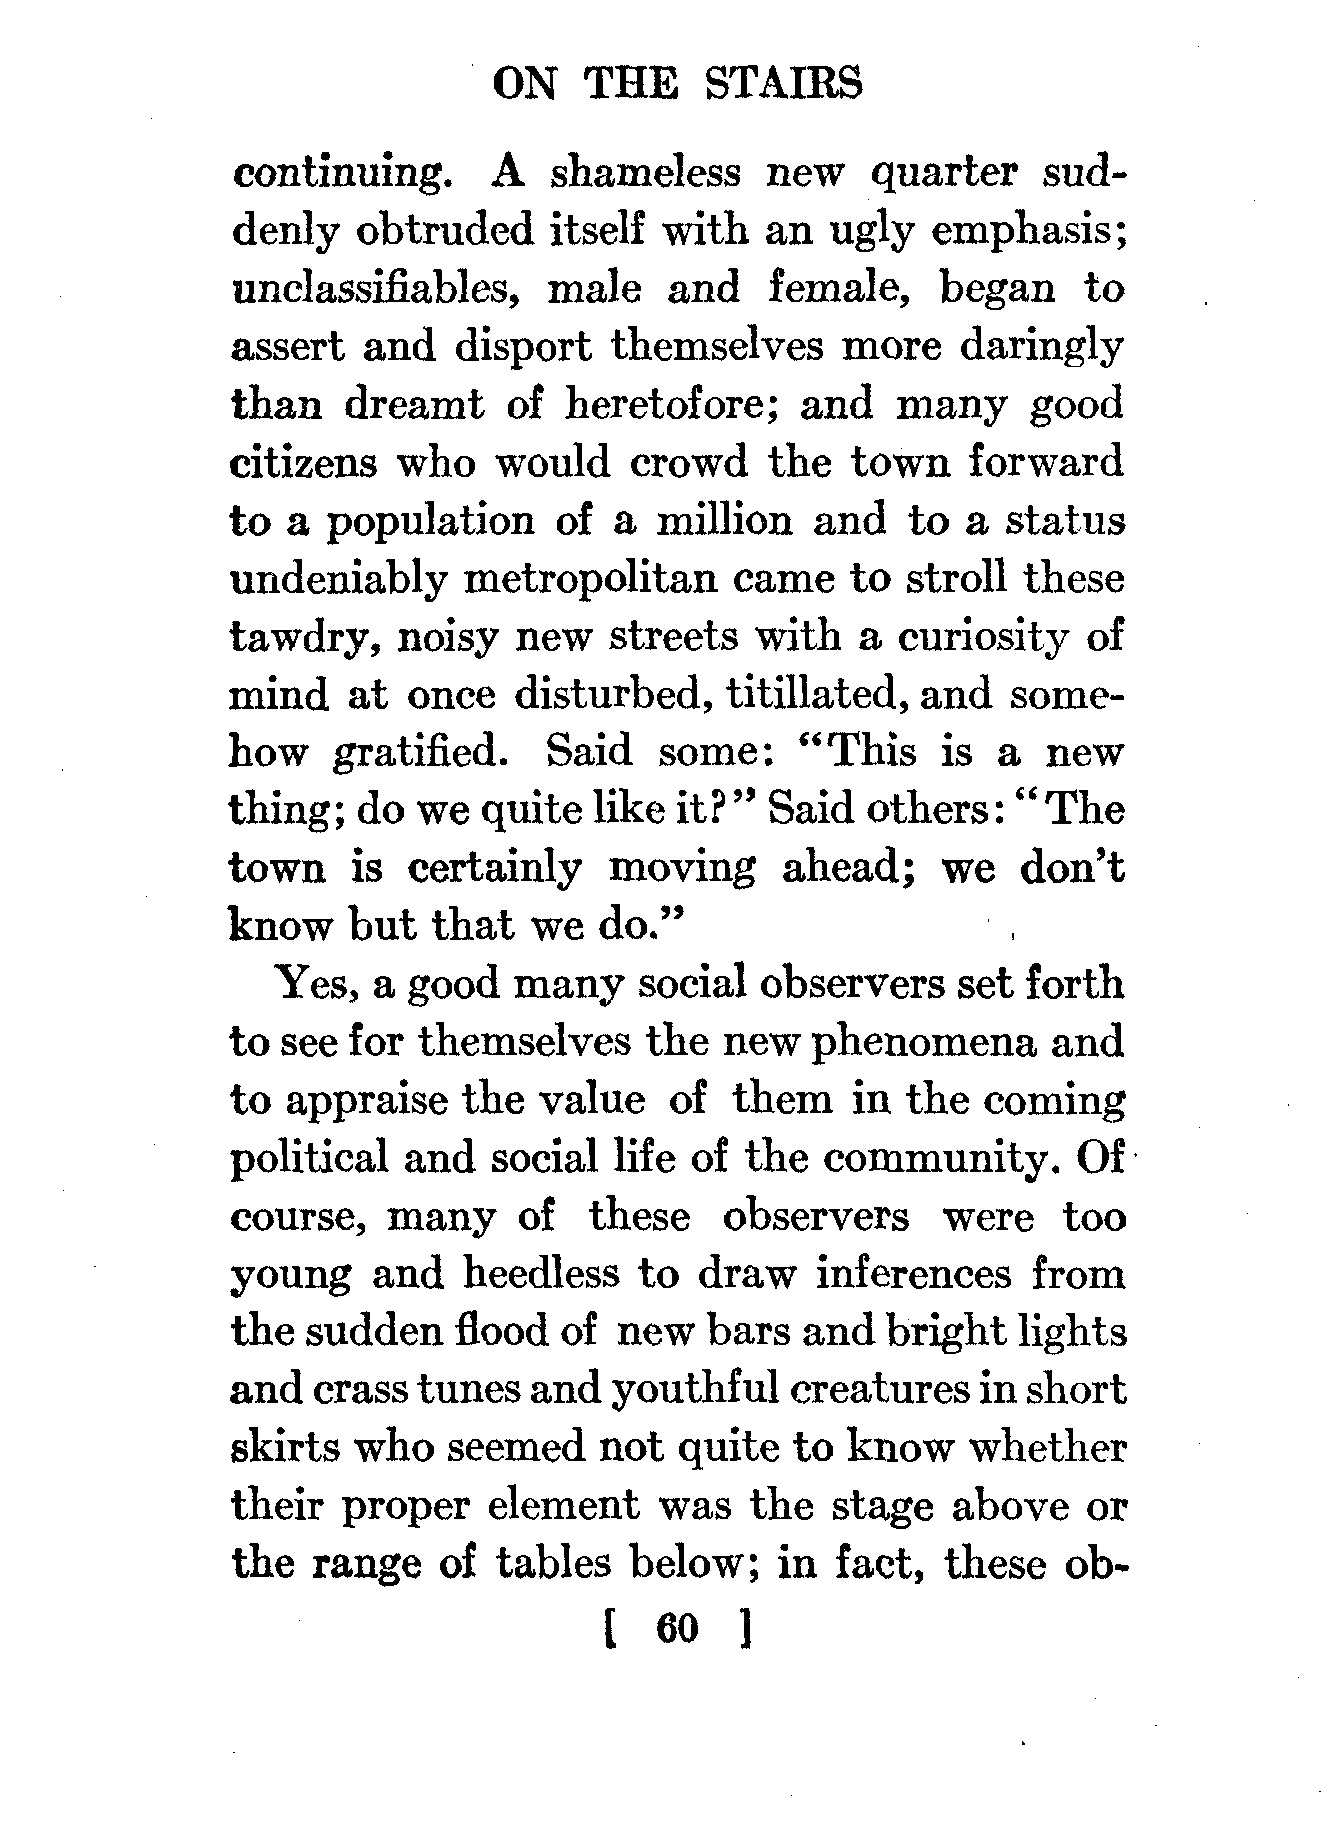 ON THE STAIRS
continuing. A shameless new quarter sud-
denly obtruded itself with an ugly emphasis;
unclassifiables, male and female, began to
assert and disport themselves more daringly
than dreamt of heretofore; and many good
citizens who would crowd the town forward
to a population of a million and to a status
undeniably metropolitan came to stroll these
tawdry, noisy new streets with a curiosity of
mind at once disturbed, titillated, and some-
how gratified. Said some: “This is a new
thing; do we quite like it?” Said others: “The
town is certainly moving ahead; we don’t
know but that we do.”
Yes, a good many social observers set forth
to see for themselves the new phenomena and
to appraise the value of them in the coming
political and social life of the community. Of
course, many of these observers were too
young and heedless to draw inferences from
the sudden flood of new bars and bright lights
and crass tunes and youthful creatures in short
skirts who seemed not quite to know whether
their proper element was the stage above or
the range of tables below; in fact, these ob-
[ 60 ]